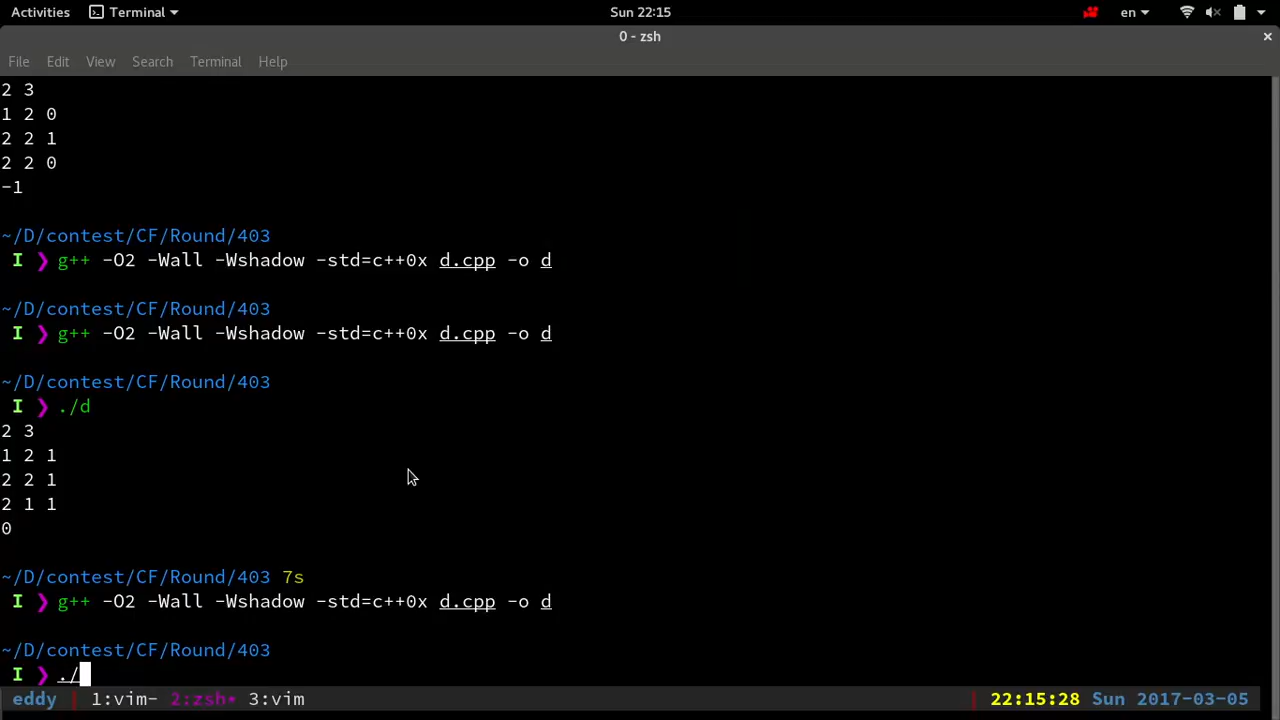 Activities Terminal Sun 22:15 en
0 - zsh
File Edit View Search Terminal Help
2 3
1 2 0
2 2 1
2 2 0
-1
~/D/contest/CF/Round/403
I ❯ g++ -O2 -Wall -Wshadow -std=c++0x d.cpp -o d
~/D/contest/CF/Round/403
I ❯ g++ -O2 -Wall -Wshadow -std=c++0x d.cpp -o d
~/D/contest/CF/Round/403
I ❯ ./d
2 3
1 2 1
2 2 1
2 1 1
0
~/D/contest/CF/Round/403 7s
I ❯ g++ -O2 -Wall -Wshadow -std=c++0x d.cpp -o d
~/D/contest/CF/Round/403
I ❯ ./
eddy 1:vim- 2:zsh* 3:vim 22:15:28 Sun 2017-03-05